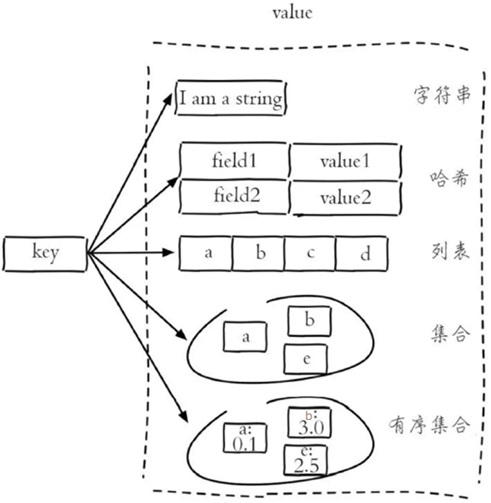 value
I am a string
字符串
field1 value1
field2 value2
哈希
key
a b c d
列表
a
b
e
集合
a:
0.1
b:
3.0
e:
2.5
有序集合